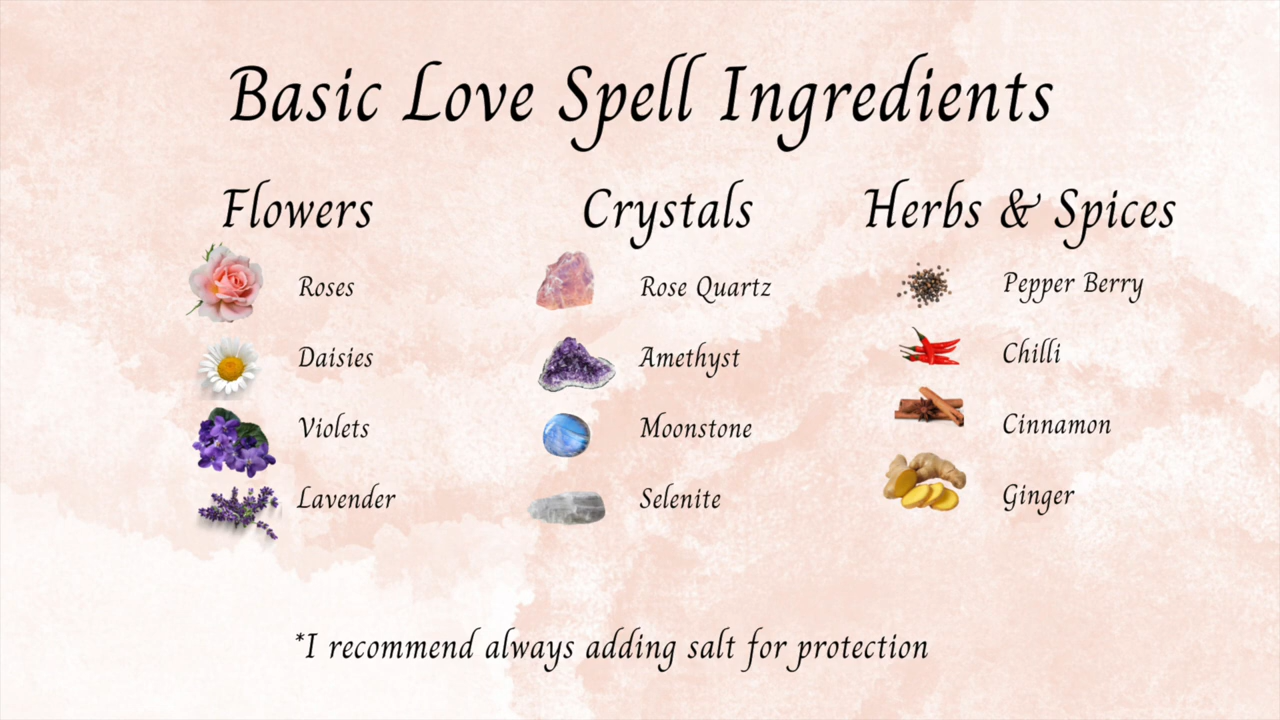 Basic Love Spell Ingredients
Flowers
Roses
Daisies
Violets
Lavender
Crystals
Rose Quartz
Amethyst
Moonstone
Selenite
Herbs & Spices
Pepper Berry
Chilli
Cinnamon
Ginger
*I recommend always adding salt for protection